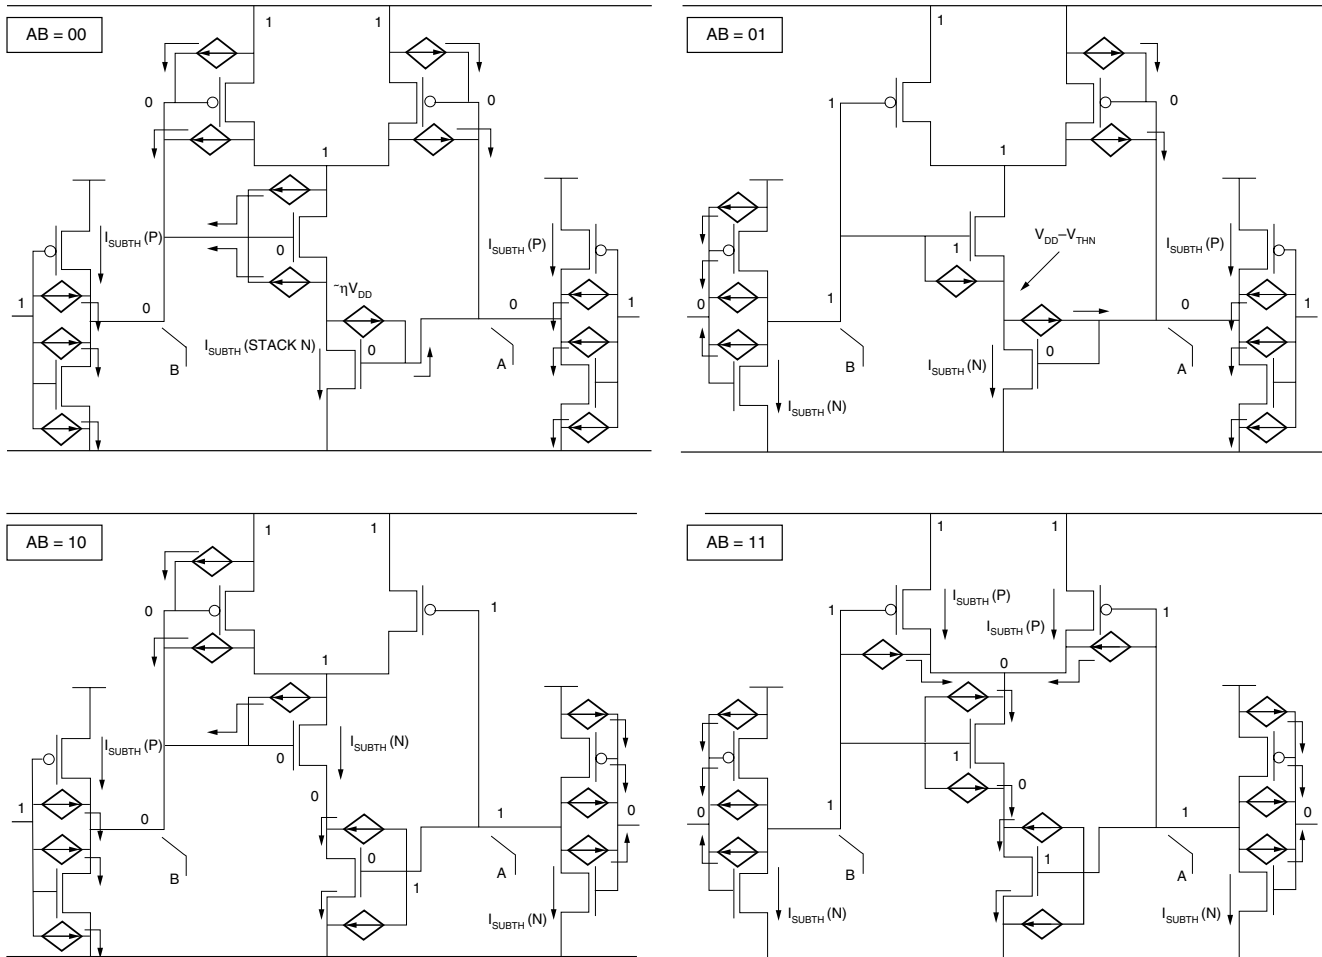 AB = 00
1
0
0
1
I_SUBTH (P)
0
I_SUBTH (P)
1
0
~ηV_DD
0
1
I_SUBTH (STACK N)
0
B
A
AB = 01
1
1
0
1
1
V_DD–V_THN
I_SUBTH (P)
0
1
0
1
0
I_SUBTH (N)
B
A
I_SUBTH (N)
AB = 10
1
1
0
1
1
I_SUBTH (P)
0
I_SUBTH (N)
1
0
0
1
0
0
B
1
A
I_SUBTH (N)
AB = 11
1
1
I_SUBTH (P)
1
1
I_SUBTH (P)
0
1
0
0
1
1
0
1
B
A
I_SUBTH (N)
I_SUBTH (N)